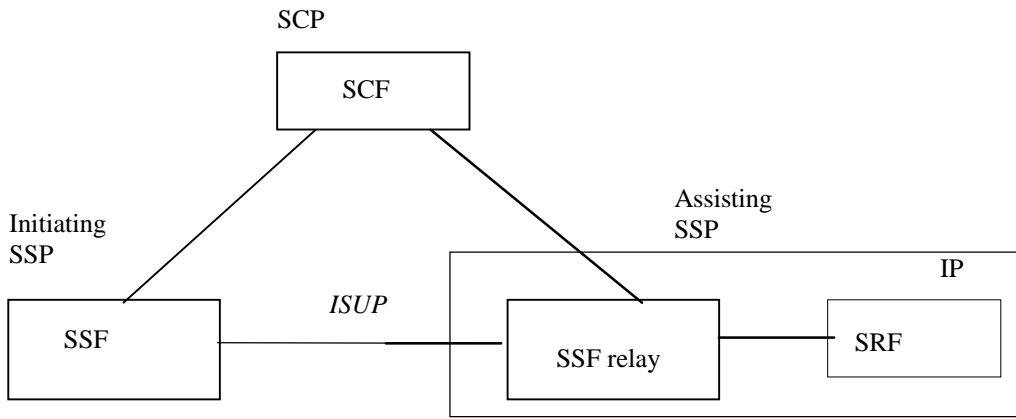 SCP
SCF
Initiating
SSP
Assisting
SSP
IP
ISUP
SSF
SSF relay
SRF